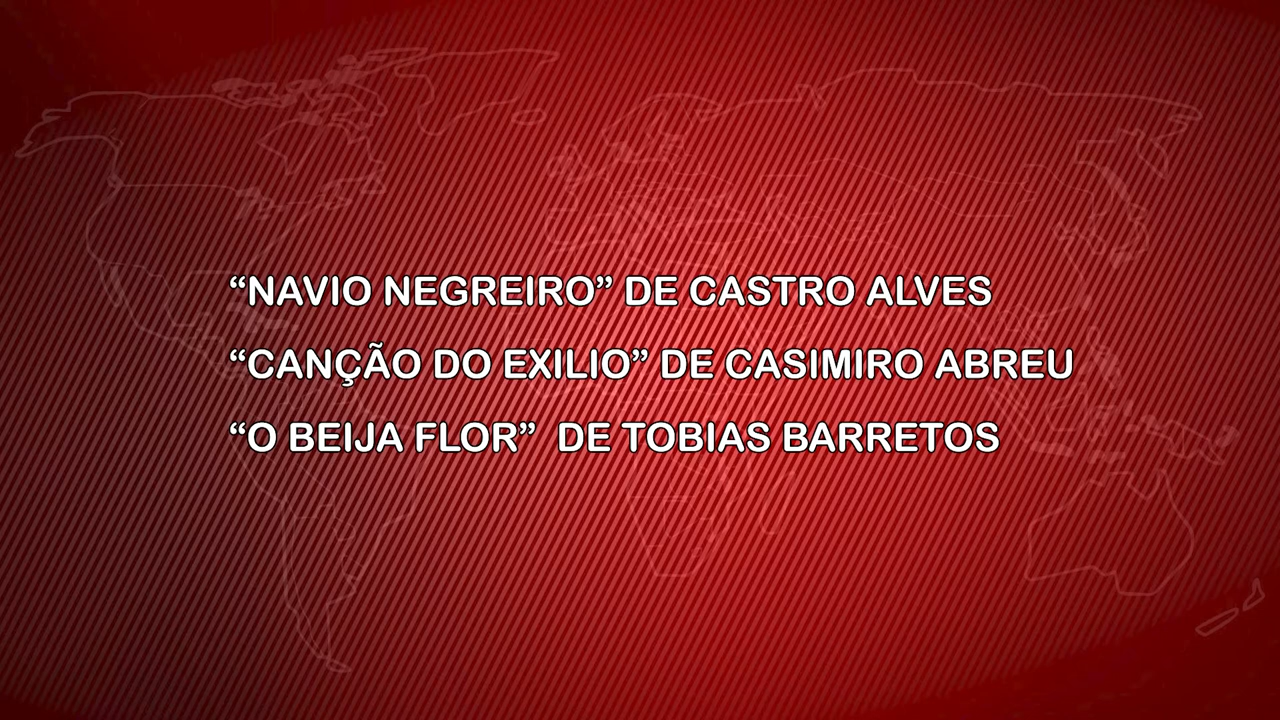 “NAVIO NEGREIRO” DE CASTRO ALVES
“CANÇÃO DO EXILIO” DE CASIMIRO ABREU
“O BEIJA FLOR” DE TOBIAS BARRETOS